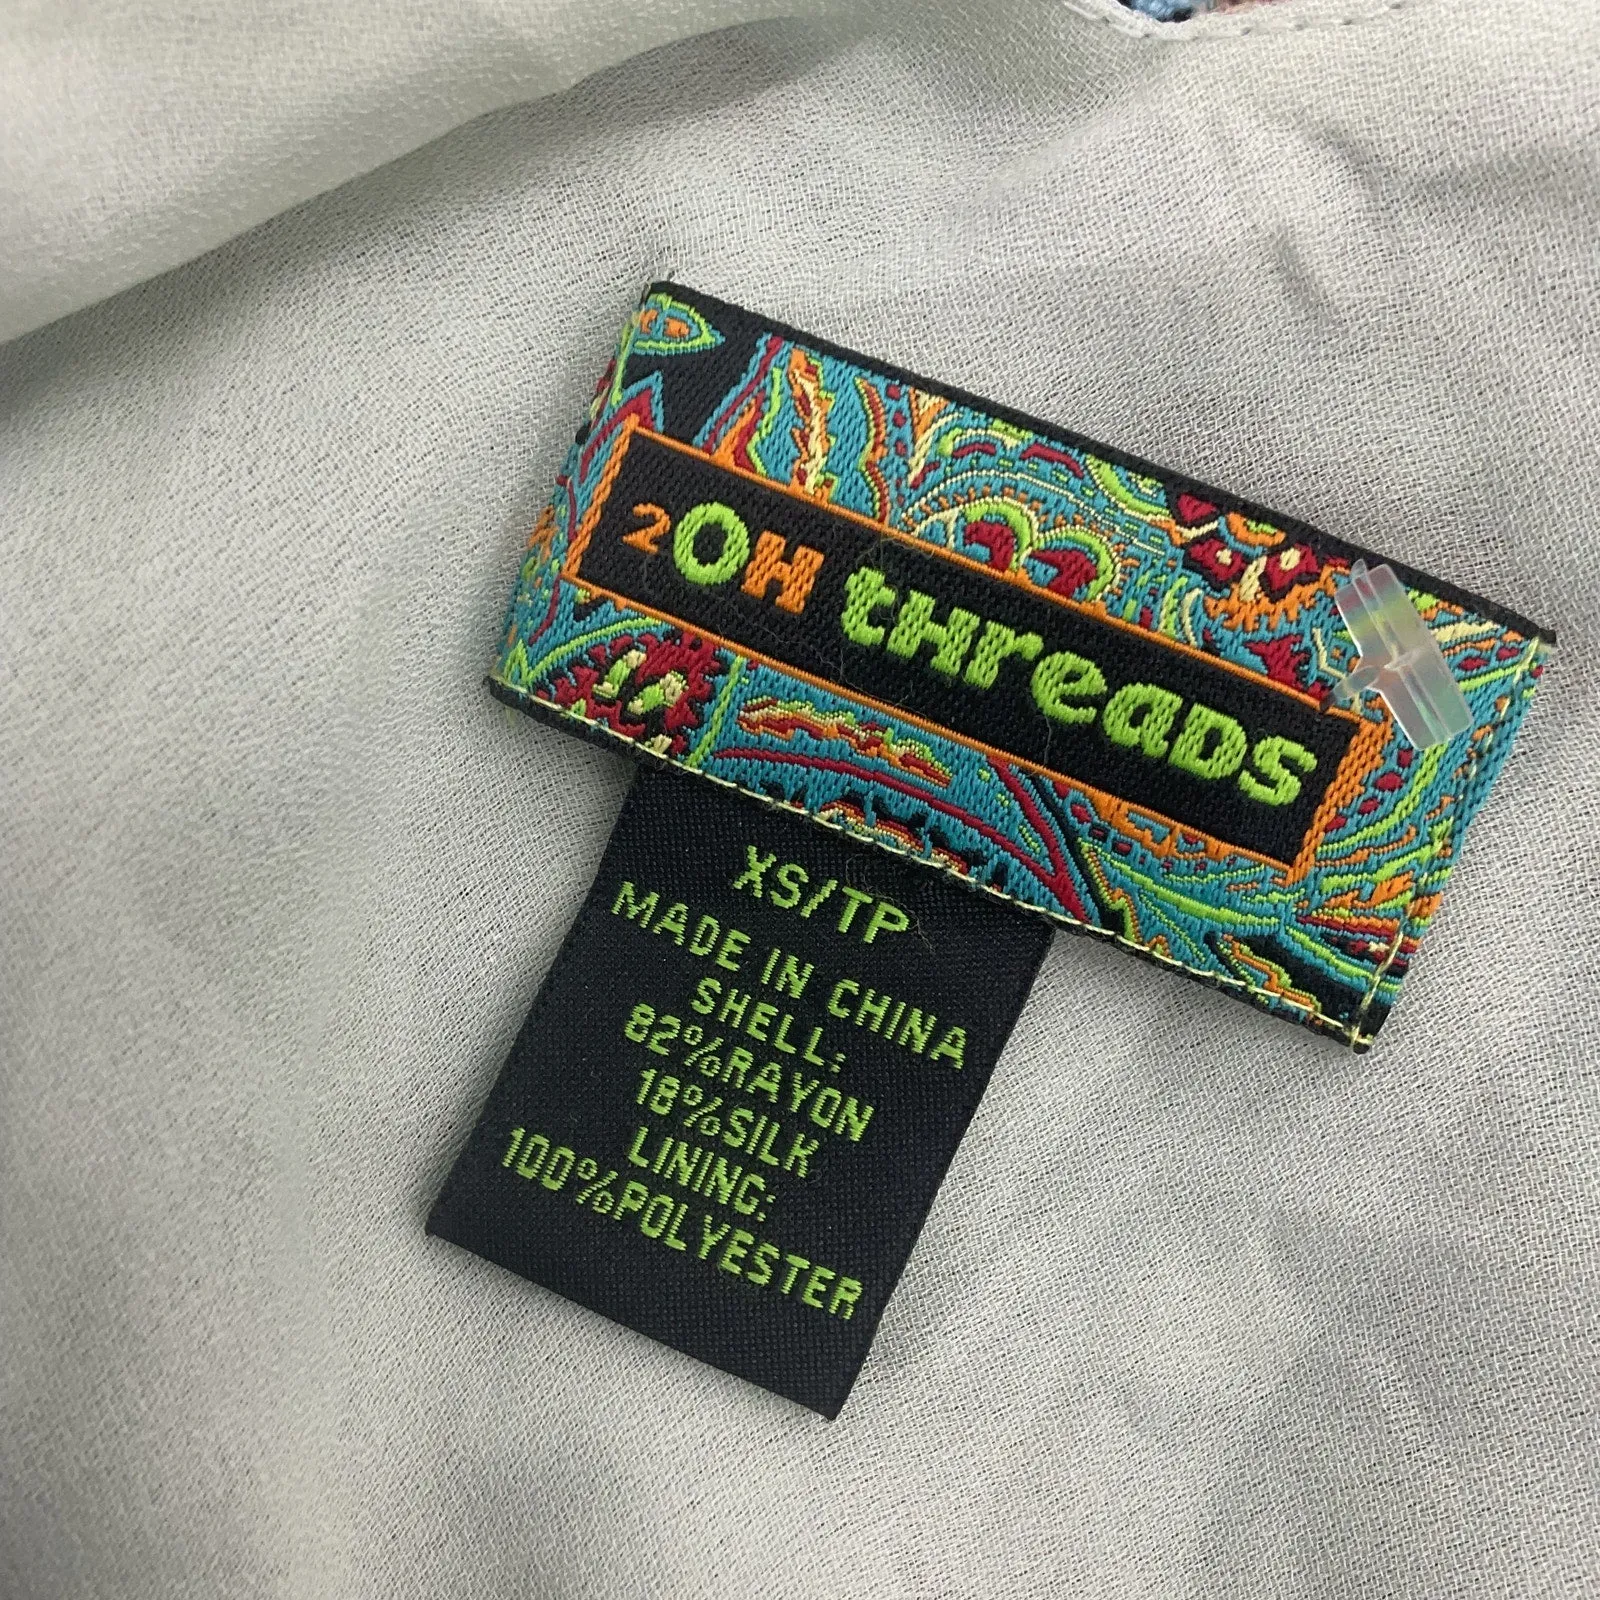 2OH tHreaDS
XS/TP
MADE IN CHINA
SHELL:
82%RAYON
18%SILK
LINING:
100%POLYESTER